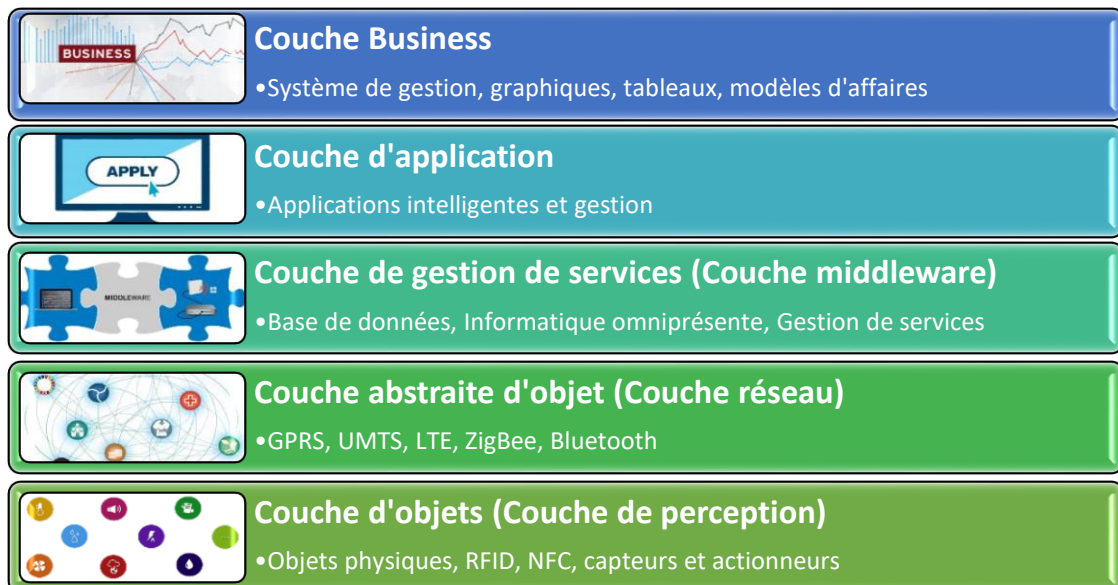 BUSINESS
Couche Business
•Système de gestion, graphiques, tableaux, modèles d'affaires
APPLY
Couche d'application
•Applications intelligentes et gestion
MIDDLEWARE
Couche de gestion de services (Couche middleware)
•Base de données, Informatique omniprésente, Gestion de services
Couche abstraite d'objet (Couche réseau)
•GPRS, UMTS, LTE, ZigBee, Bluetooth
Couche d'objets (Couche de perception)
•Objets physiques, RFID, NFC, capteurs et actionneurs